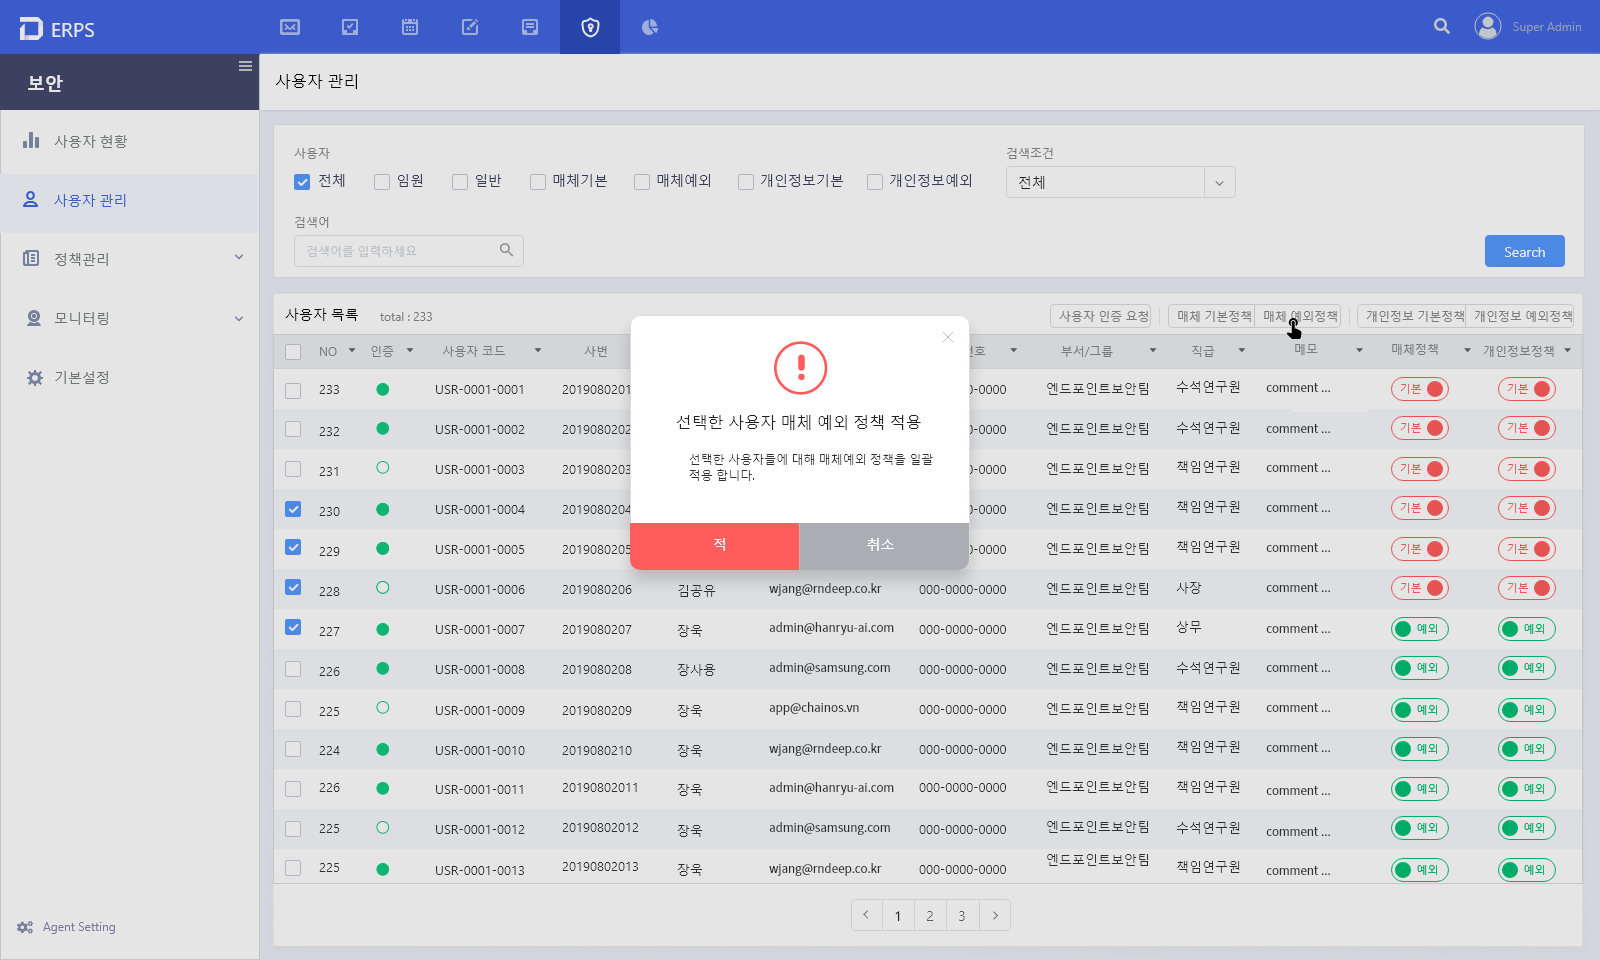 ERPS
Super Admin
보안
사용자 관리
사용자 현황
사용자 관리
정책관리
모니터링
기본설정
Agent Setting
사용자
전체 임원 일반 매체기본 매체예외 개인정보기본 개인정보예외
검색조건
전체
검색어
검색어를 입력하세요
Search
사용자 목록 total : 233
사용자 인증 요청 매체 기본정책 매체 예외정책 개인정보 기본정책 개인정보 예외정책
NO 인증 사용자 코드 사번 호 부서/그룹 직급 메모 매체정책 개인정보정책
233 USR-0001-0001 2019080201 0-0000 엔드포인트보안팀 수석연구원 comment ... 기본 기본
232 USR-0001-0002 2019080202 0-0000 엔드포인트보안팀 수석연구원 comment ... 기본 기본
231 USR-0001-0003 2019080203 0-0000 엔드포인트보안팀 책임연구원 comment ... 기본 기본
230 USR-0001-0004 2019080204 0-0000 엔드포인트보안팀 책임연구원 comment ... 기본 기본
229 USR-0001-0005 2019080205 0-0000 엔드포인트보안팀 책임연구원 comment ... 기본 기본
228 USR-0001-0006 2019080206 김공유 wjang@rndeep.co.kr 000-0000-0000 엔드포인트보안팀 사장 comment ... 기본 기본
227 USR-0001-0007 2019080207 장욱 admin@hanryu-ai.com 000-0000-0000 엔드포인트보안팀 상무 comment ... 예외 예외
226 USR-0001-0008 2019080208 장사용 admin@samsung.com 000-0000-0000 엔드포인트보안팀 수석연구원 comment ... 예외 예외
225 USR-0001-0009 2019080209 장욱 app@chainos.vn 000-0000-0000 엔드포인트보안팀 책임연구원 comment ... 예외 예외
224 USR-0001-0010 2019080210 장욱 wjang@rndeep.co.kr 000-0000-0000 엔드포인트보안팀 책임연구원 comment ... 예외 예외
226 USR-0001-0011 20190802011 장욱 admin@hanryu-ai.com 000-0000-0000 엔드포인트보안팀 책임연구원 comment ... 예외 예외
225 USR-0001-0012 20190802012 장욱 admin@samsung.com 000-0000-0000 엔드포인트보안팀 수석연구원 comment ... 예외 예외
225 USR-0001-0013 20190802013 장욱 wjang@rndeep.co.kr 000-0000-0000 엔드포인트보안팀 책임연구원 comment ... 예외 예외
선택한 사용자 매체 예외 정책 적용
선택한 사용자들에 대해 매체예외 정책을 일괄
적용 합니다.
적 취소
1 2 3